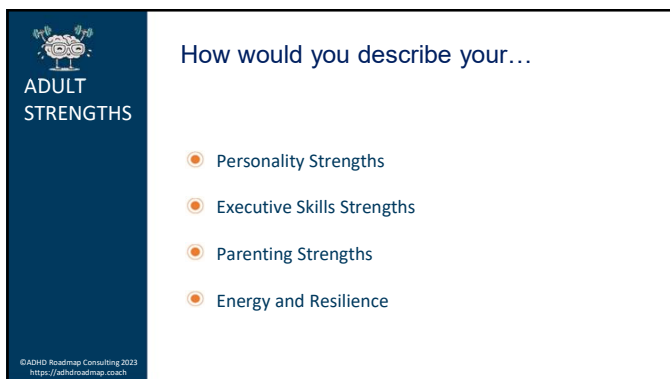 ADULT
STRENGTHS
How would you describe your…
Personality Strengths
Executive Skills Strengths
Parenting Strengths
Energy and Resilience
©ADHD Roadmap Consulting 2023
https://adhdroadmap.coach